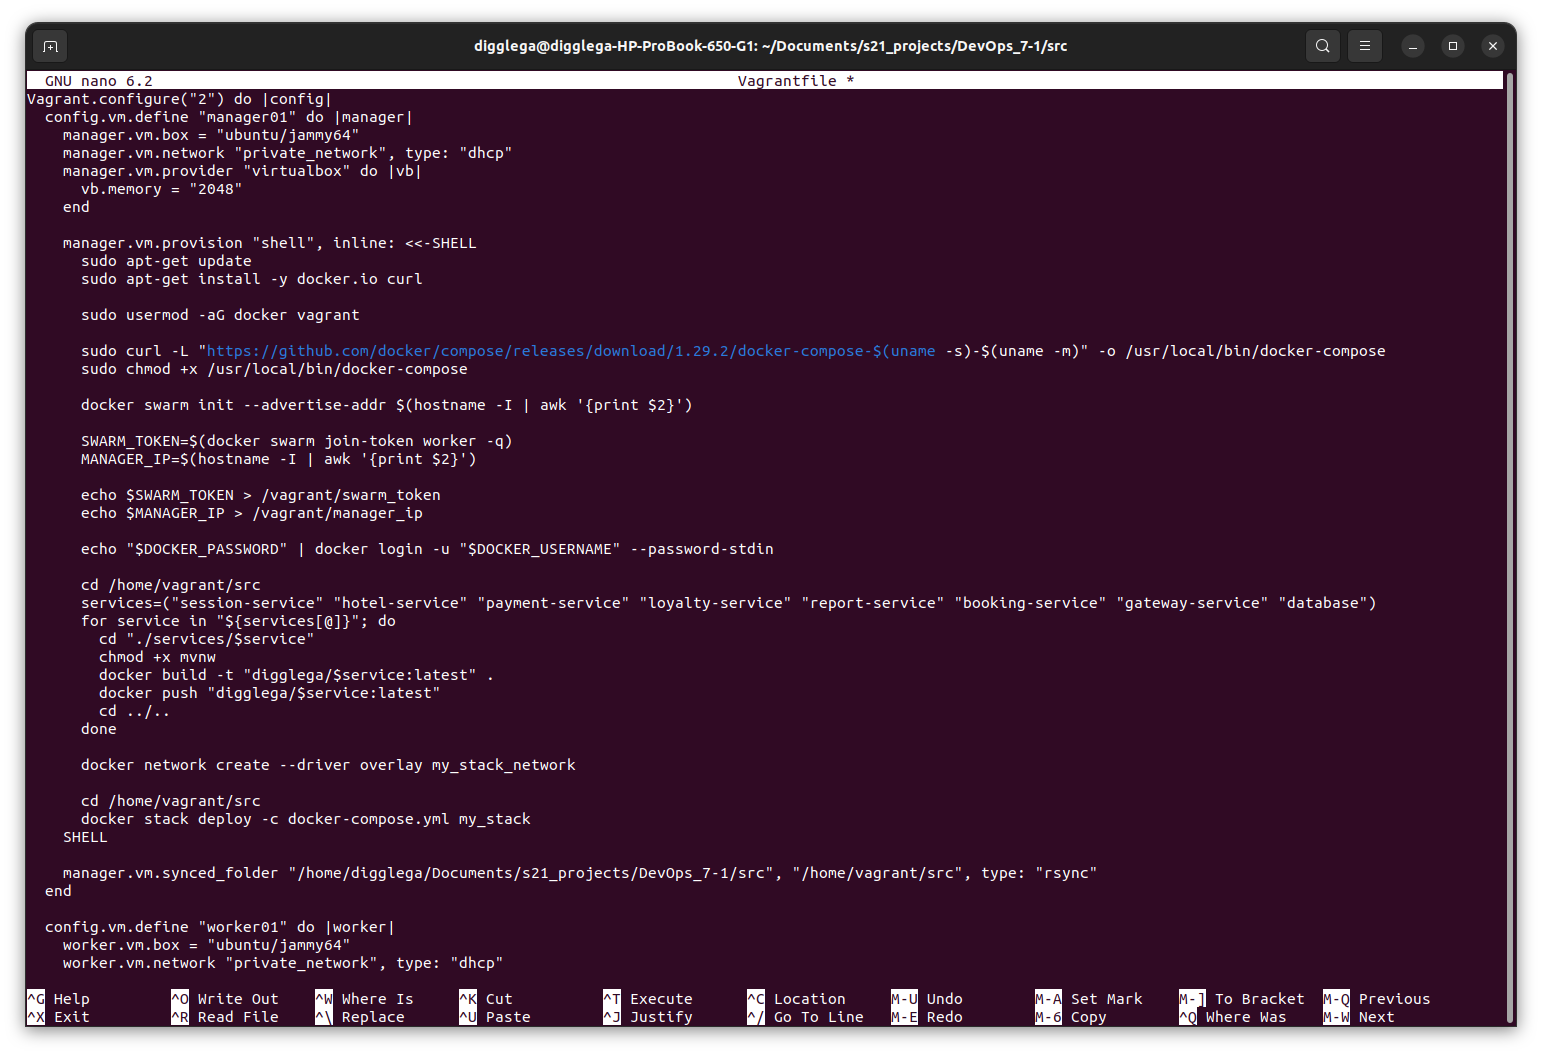 digglega@digglega-HP-ProBook-650-G1: ~/Documents/s21_projects/DevOps_7-1/src
GNU nano 6.2 Vagrantfile *
Vagrant.configure("2") do |config|
  config.vm.define "manager01" do |manager|
    manager.vm.box = "ubuntu/jammy64"
    manager.vm.network "private_network", type: "dhcp"
    manager.vm.provider "virtualbox" do |vb|
      vb.memory = "2048"
    end

    manager.vm.provision "shell", inline: <<-SHELL
      sudo apt-get update
      sudo apt-get install -y docker.io curl

      sudo usermod -aG docker vagrant

      sudo curl -L "https://github.com/docker/compose/releases/download/1.29.2/docker-compose-$(uname -s)-$(uname -m)" -o /usr/local/bin/docker-compose
      sudo chmod +x /usr/local/bin/docker-compose

      docker swarm init --advertise-addr $(hostname -I | awk '{print $2}')

      SWARM_TOKEN=$(docker swarm join-token worker -q)
      MANAGER_IP=$(hostname -I | awk '{print $2}')

      echo $SWARM_TOKEN > /vagrant/swarm_token
      echo $MANAGER_IP > /vagrant/manager_ip

      echo "$DOCKER_PASSWORD" | docker login -u "$DOCKER_USERNAME" --password-stdin

      cd /home/vagrant/src
      services=("session-service" "hotel-service" "payment-service" "loyalty-service" "report-service" "booking-service" "gateway-service" "database")
      for service in "${services[@]}"; do
        cd "./services/$service"
        chmod +x mvnw
        docker build -t "digglega/$service:latest" .
        docker push "digglega/$service:latest"
        cd ../..
      done

      docker network create --driver overlay my_stack_network

      cd /home/vagrant/src
      docker stack deploy -c docker-compose.yml my_stack
    SHELL

    manager.vm.synced_folder "/home/digglega/Documents/s21_projects/DevOps_7-1/src", "/home/vagrant/src", type: "rsync"
  end

  config.vm.define "worker01" do |worker|
    worker.vm.box = "ubuntu/jammy64"
    worker.vm.network "private_network", type: "dhcp"

^G Help ^O Write Out ^W Where Is ^K Cut ^T Execute ^C Location M-U Undo M-A Set Mark M-] To Bracket M-Q Previous
^X Exit ^R Read File ^\ Replace ^U Paste ^J Justify ^/ Go To Line M-E Redo M-6 Copy ^Q Where Was M-W Next